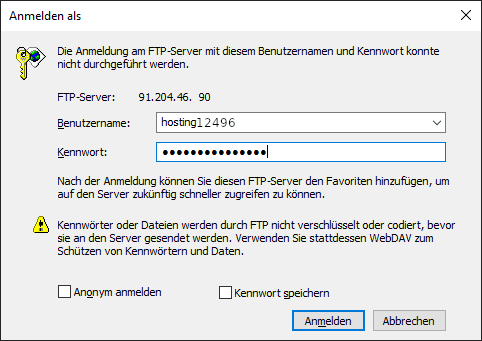 Anmelden als
Die Anmeldung am FTP-Server mit diesem Benutzernamen und Kennwort konnte
nicht durchgeführt werden.
FTP-Server: 91.204.46. 90
Benutzername: hosting12496
Kennwort: ●●●●●●●●●●●●●●●
Nach der Anmeldung können Sie diesen FTP-Server den Favoriten hinzufügen, um
auf den Server zukünftig schneller zugreifen zu können.
Kennwörter oder Dateien werden durch FTP nicht verschlüsselt oder codiert, bevor
sie an den Server gesendet werden. Verwenden Sie stattdessen WebDAV zum
Schützen von Kennwörtern und Daten.
Anonym anmelden Kennwort speichern
Anmelden Abbrechen